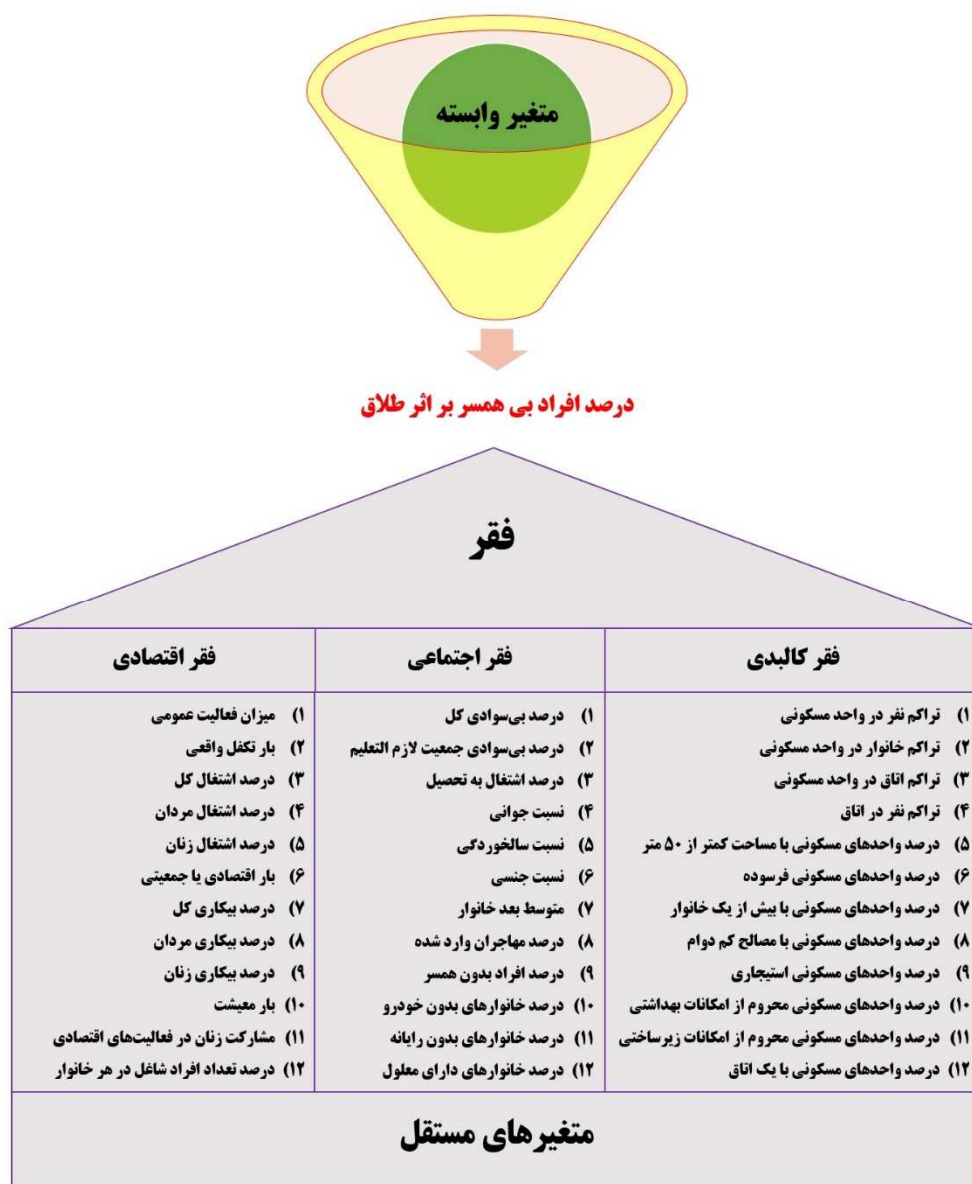 متغیر وابسته
درصد افراد بی همسر بر اثر طلاق
فقر
فقر کالبدی
۱) تراکم نفر در واحد مسکونی
۲) تراکم خانوار در واحد مسکونی
۳) تراکم اتاق در واحد مسکونی
۴) تراکم نفر در اتاق
۵) درصد واحدهای مسکونی با مساحت کمتر از ۵۰ متر
۶) درصد واحدهای مسکونی فرسوده
۷) درصد واحدهای مسکونی با بیش از یک خانوار
۸) درصد واحدهای مسکونی با مصالح کم دوام
۹) درصد واحدهای مسکونی استیجاری
۱۰) درصد واحدهای مسکونی محروم از امکانات بهداشتی
۱۱) درصد واحدهای مسکونی محروم از امکانات زیرساختی
۱۲) درصد واحدهای مسکونی با یک اتاق
فقر اجتماعی
۱) درصد بی‌سوادی کل
۲) درصد بی‌سوادی جمعیت لازم التعلیم
۳) درصد اشتغال به تحصیل
۴) نسبت جوانی
۵) نسبت سالخوردگی
۶) نسبت جنسی
۷) متوسط بعد خانوار
۸) درصد مهاجران وارد شده
۹) درصد افراد بدون همسر
۱۰) درصد خانوارهای بدون خودرو
۱۱) درصد خانوارهای بدون رایانه
۱۲) درصد خانوارهای دارای معلول
فقر اقتصادی
۱) میزان فعالیت عمومی
۲) بار تکفل واقعی
۳) درصد اشتغال کل
۴) درصد اشتغال مردان
۵) درصد اشتغال زنان
۶) بار اقتصادی یا جمعیتی
۷) درصد بیکاری کل
۸) درصد بیکاری مردان
۹) درصد بیکاری زنان
۱۰) بار معیشت
۱۱) مشارکت زنان در فعالیت‌های اقتصادی
۱۲) درصد تعداد افراد شاغل در هر خانوار
متغیرهای مستقل